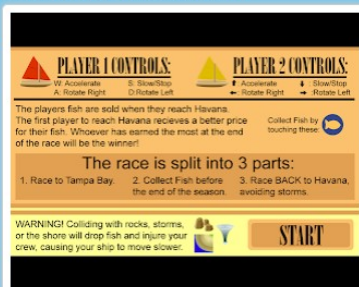 PLAYER 1 CONTROLS:
W: Accelerate S: Slow/Stop
A: Rotate Right D:Rotate Left
PLAYER 2 CONTROLS:
: Accelerate : Slow/Stop
: Rotate Right :Rotate Left
The players fish are sold when they reach Havana.
The first player to reach Havana recieves a better price
for their fish. Whoever has earned the most at the end
of the race will be the winner!
Collect Fish by
touching these:
The race is split into 3 parts:
1. Race to Tampa Bay.
2. Collect Fish before
the end of the season.
3. Race BACK to Havana,
avoiding storms.
WARNING! Colliding with rocks, storms,
or the shore will drop fish and injure your
crew, causing your ship to move slower.
START